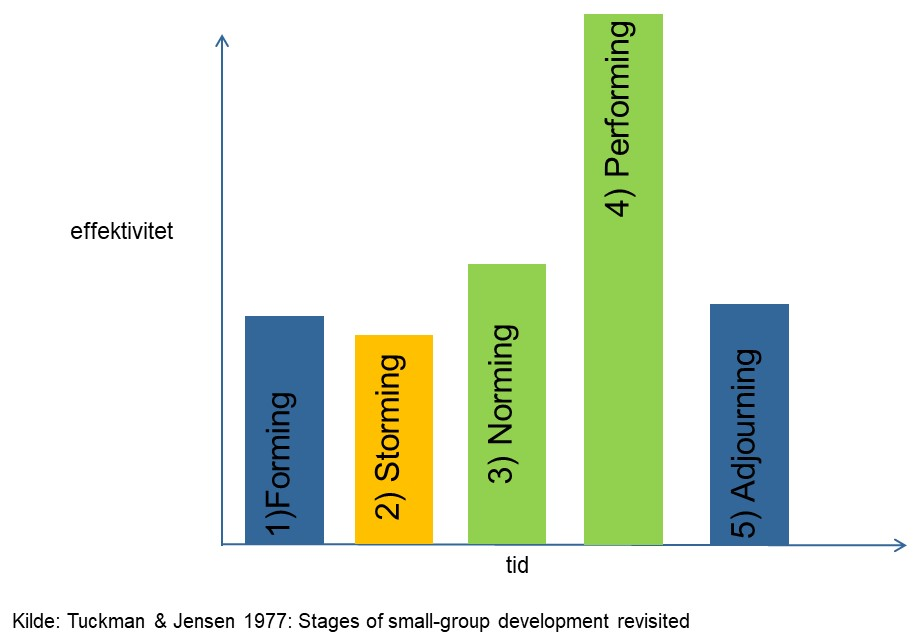 effektivitet
1)Forming
2) Storming
3) Norming
4) Performing
5) Adjourning
tid
Kilde: Tuckman & Jensen 1977: Stages of small-group development revisited